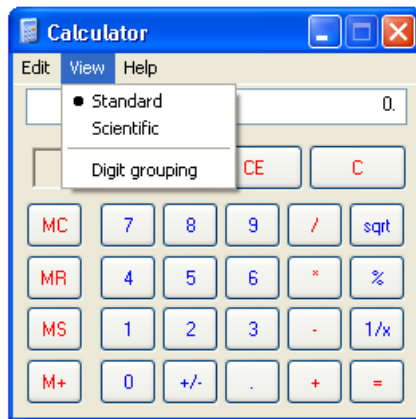 Calculator
Edit View Help
Standard
0.
Scientific
Digit grouping
CE C
MC 7 8 9 / sqrt
MR 4 5 6 * %
MS 1 2 3 - 1/x
M+ 0 +/- . + =